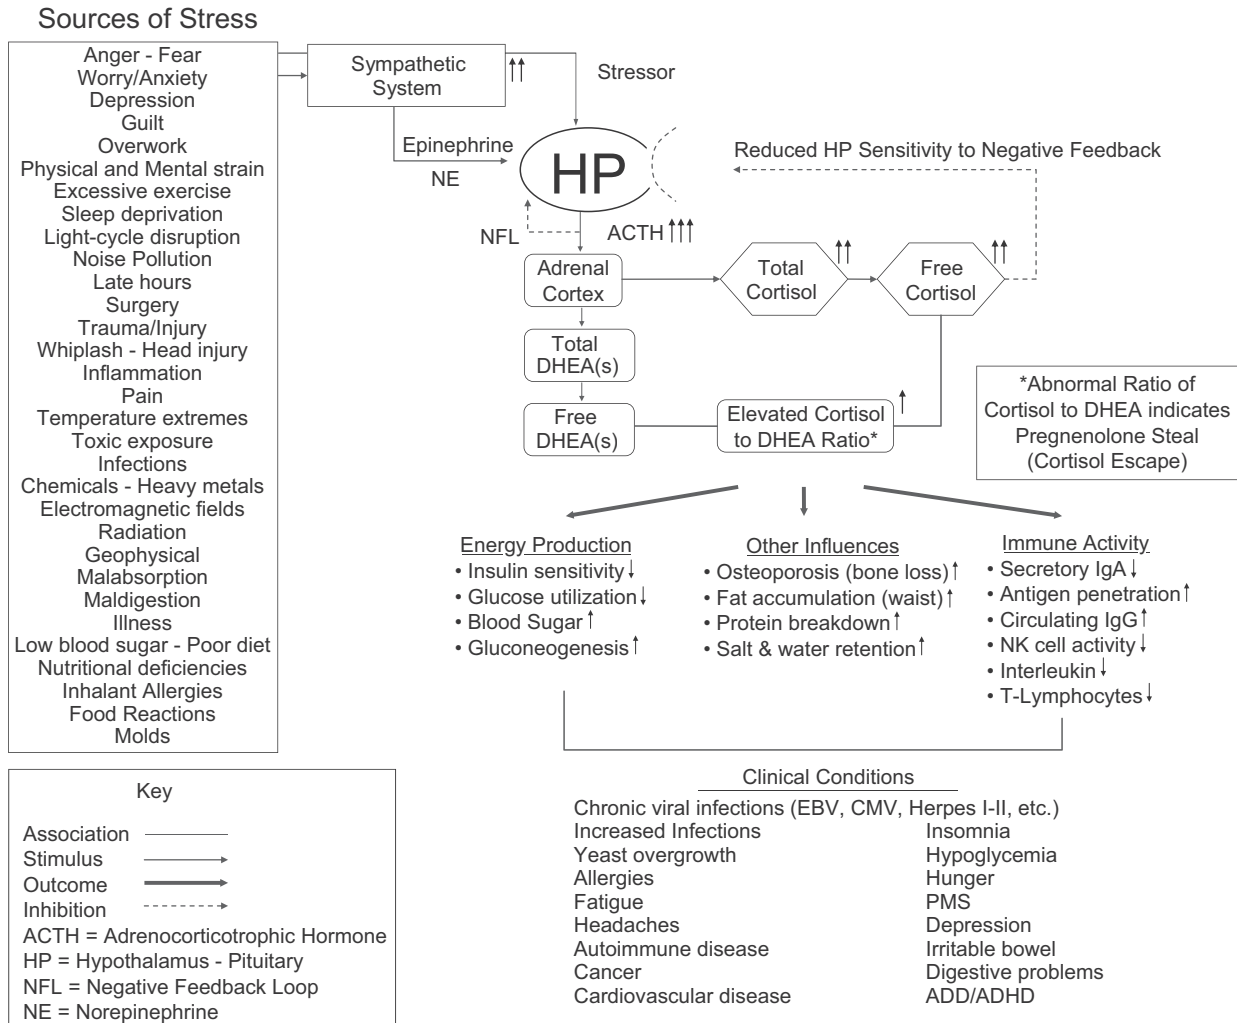 Sources of Stress
Anger - Fear
Worry/Anxiety
Depression
Guilt
Overwork
Physical and Mental strain
Excessive exercise
Sleep deprivation
Light-cycle disruption
Noise Pollution
Late hours
Surgery
Trauma/Injury
Whiplash - Head injury
Inflammation
Pain
Temperature extremes
Toxic exposure
Infections
Chemicals - Heavy metals
Electromagnetic fields
Radiation
Geophysical
Malabsorption
Maldigestion
Illness
Low blood sugar - Poor diet
Nutritional deficiencies
Inhalant Allergies
Food Reactions
Molds
Sympathetic
System
↑↑
Stressor
Epinephrine
NE
HP
Reduced HP Sensitivity to Negative Feedback
NFL
ACTH ↑↑↑
Adrenal
Cortex
Total
Cortisol
↑↑
Free
Cortisol
↑↑
Total
DHEA(s)
Free
DHEA(s)
Elevated Cortisol
to DHEA Ratio*
↑
*Abnormal Ratio of
Cortisol to DHEA indicates
Pregnenolone Steal
(Cortisol Escape)
Energy Production
• Insulin sensitivity ↓
• Glucose utilization ↓
• Blood Sugar ↑
• Gluconeogenesis ↑
Other Influences
• Osteoporosis (bone loss) ↑
• Fat accumulation (waist) ↑
• Protein breakdown ↑
• Salt & water retention ↑
Immune Activity
• Secretory IgA ↓
• Antigen penetration ↑
• Circulating IgG ↑
• NK cell activity ↓
• Interleukin ↓
• T-Lymphocytes ↓
Key
Association
Stimulus
Outcome
Inhibition
ACTH = Adrenocorticotrophic Hormone
HP = Hypothalamus - Pituitary
NFL = Negative Feedback Loop
NE = Norepinephrine
Clinical Conditions
Chronic viral infections (EBV, CMV, Herpes I-II, etc.)
Increased Infections
Yeast overgrowth
Allergies
Fatigue
Headaches
Autoimmune disease
Cancer
Cardiovascular disease
Insomnia
Hypoglycemia
Hunger
PMS
Depression
Irritable bowel
Digestive problems
ADD/ADHD